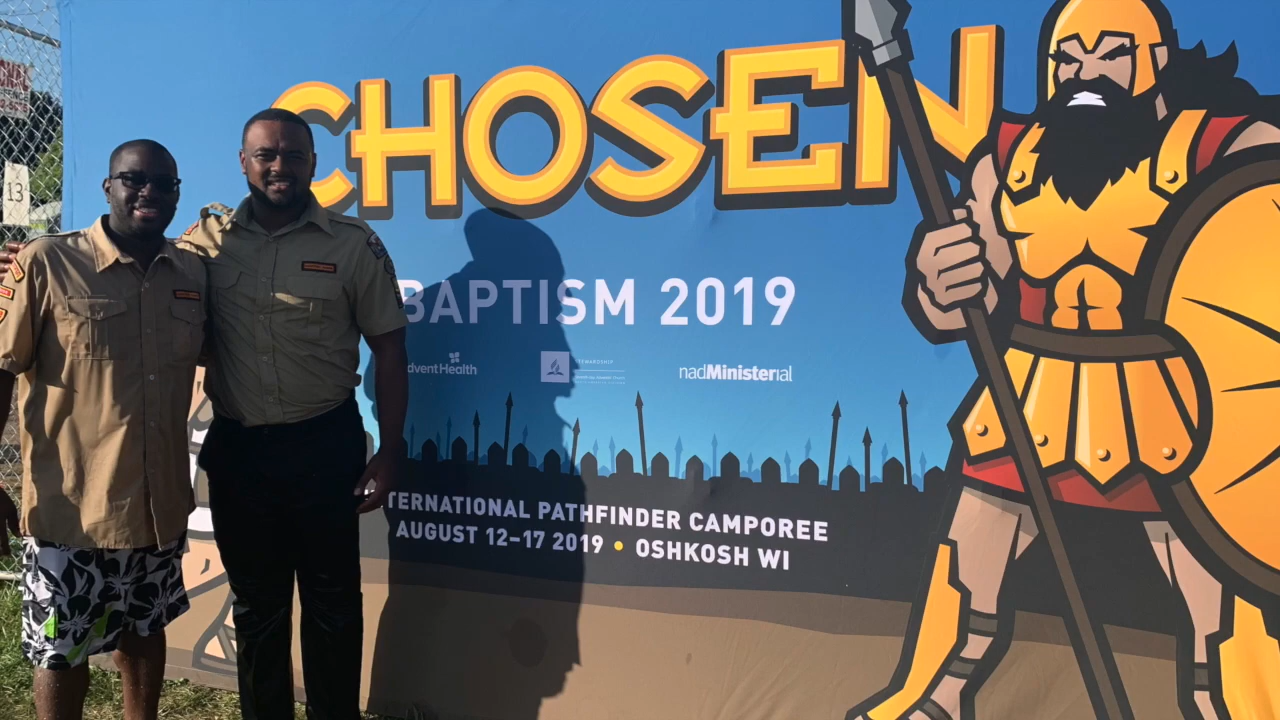 CHOSEN
BAPTISM 2019
dventHealth
nadMinisterial
TERNATIONAL PATHFINDER CAMPOREE
AUGUST 12–17 2019 • OSHKOSH WI
13